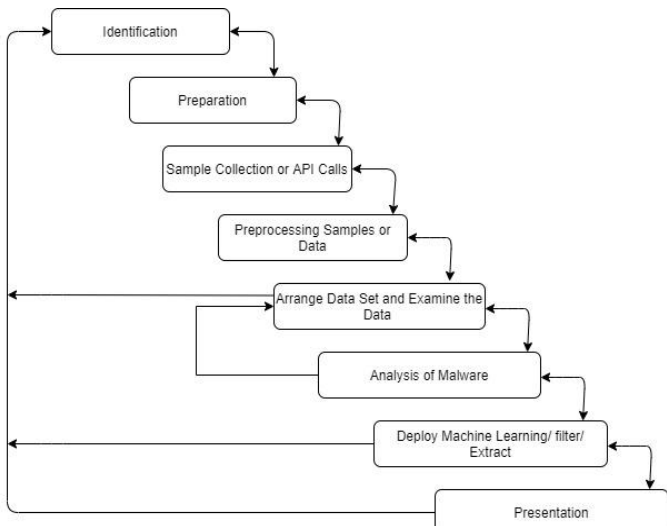 Identification
Preparation
Sample Collection or API Calls
Preprocessing Samples or
Data
Arrange Data Set and Examine the
Data
Analysis of Malware
Deploy Machine Learning/ filter/
Extract
Presentation